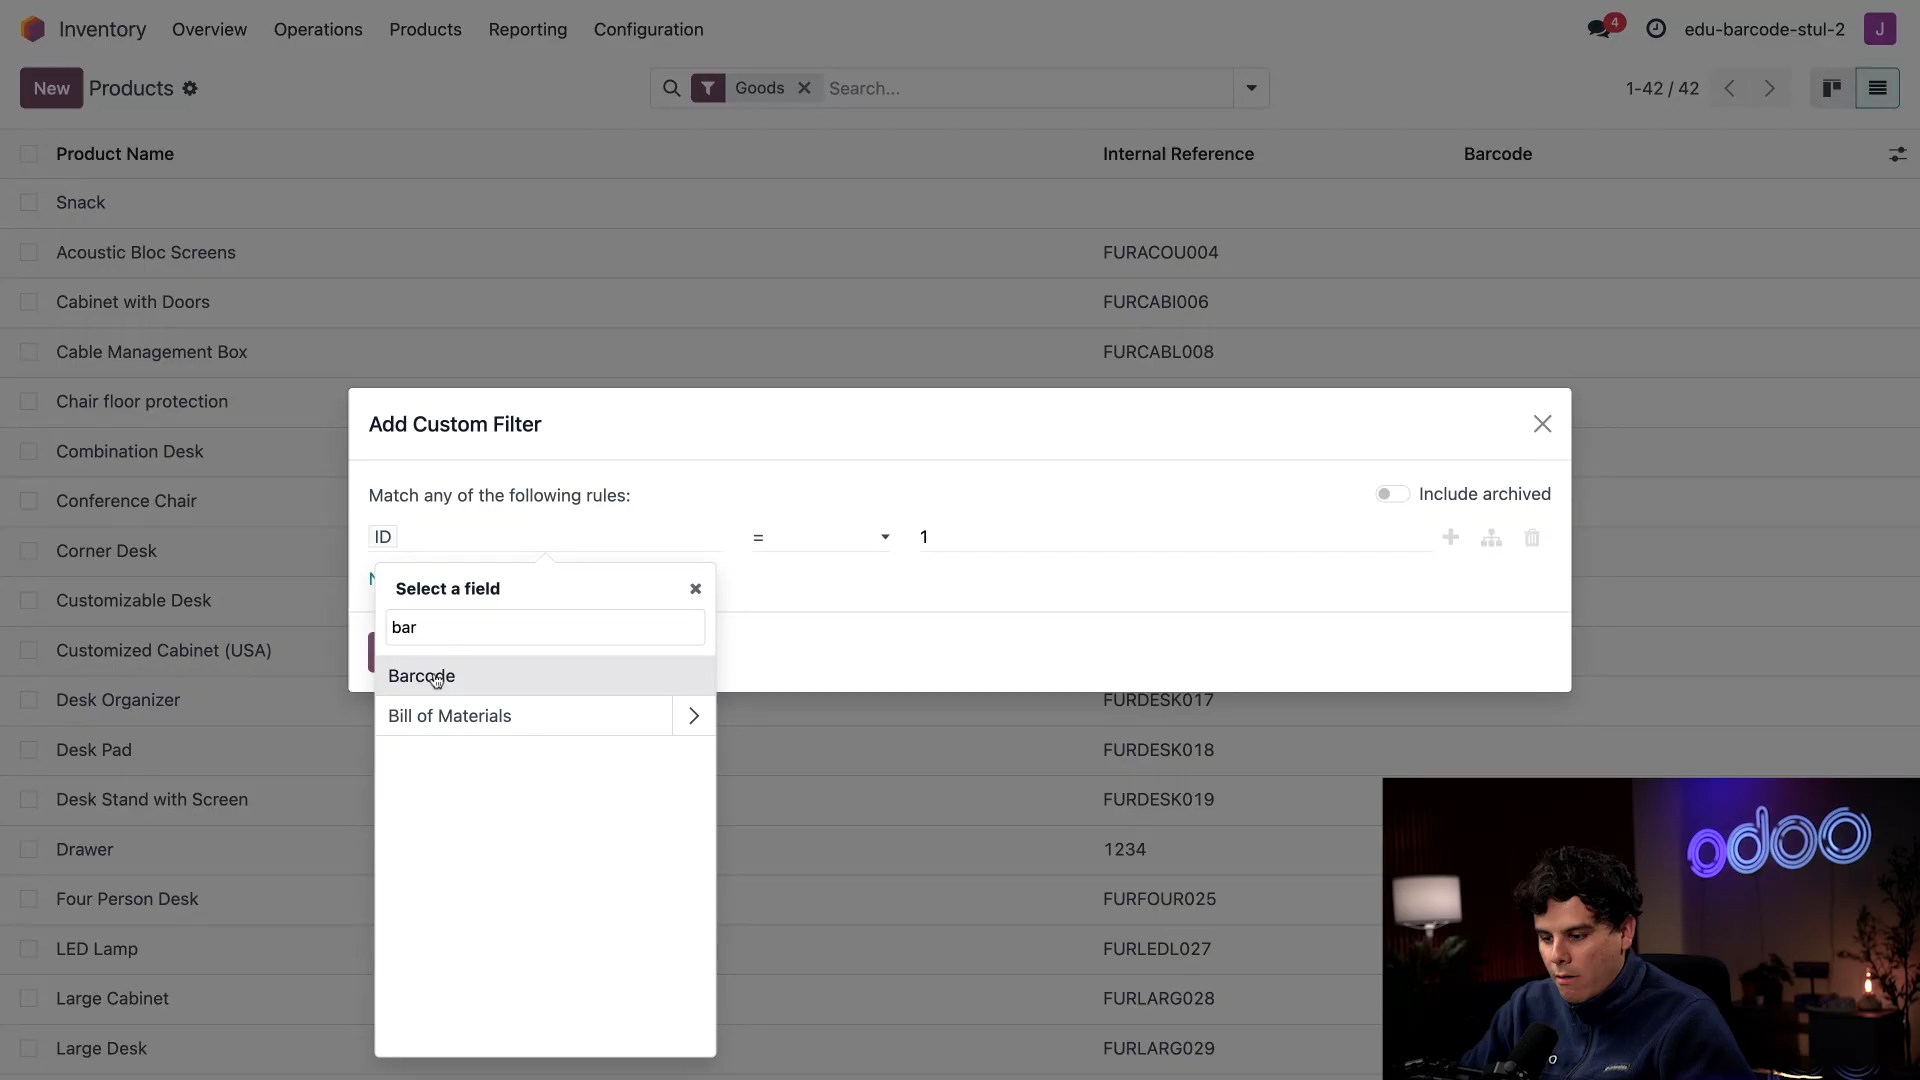 Inventory Overview Operations Products Reporting Configuration 4 edu-barcode-stul-2 J
New Products Goods Search... 1-42 / 42
Product Name Internal Reference Barcode
Snack
Acoustic Bloc Screens FURACOU004
Cabinet with Doors FURCABI006
Cable Management Box FURCABL008
Chair floor protection
Add Custom Filter
Combination Desk
Conference Chair
Match any of the following rules: Include archived
ID = 1
Corner Desk
Select a field
Customizable Desk
bar
Customized Cabinet (USA)
Barcode
Desk Organizer FURDESK017
Bill of Materials
Desk Pad FURDESK018
Desk Stand with Screen FURDESK019
Drawer 1234
Four Person Desk FURFOUR025
LED Lamp FURLEDL027
Large Cabinet FURLARG028
Large Desk FURLARG029
odoo